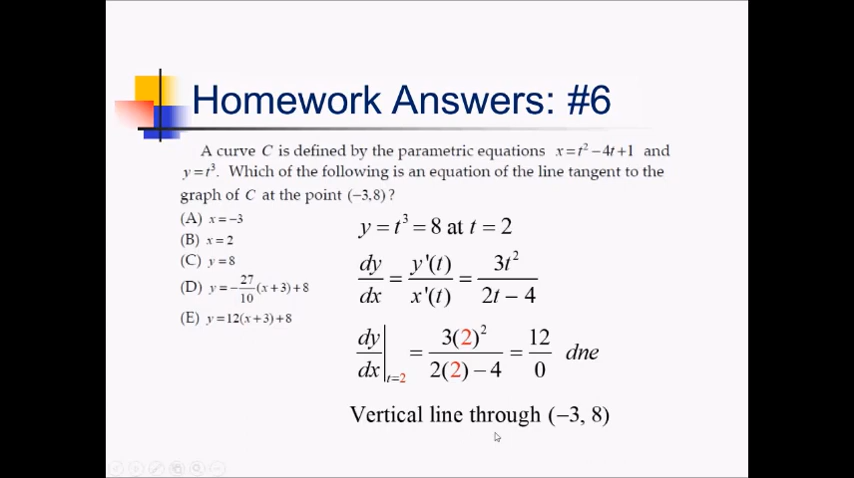 Homework Answers: #6
A curve C is defined by the parametric equations x=t²−4t+1 and
y=t³. Which of the following is an equation of the line tangent to the
graph of C at the point (−3,8)?
(A) x=−3
(B) x=2
(C) y=8
(D) y=−27/10(x+3)+8
(E) y=12(x+3)+8
y = t³ = 8 at t = 2
dy/dx = y'(t)/x'(t) = 3t²/(2t − 4)
dy/dx|t=2 = 3(2)²/(2(2) − 4) = 12/0 dne
Vertical line through (−3, 8)